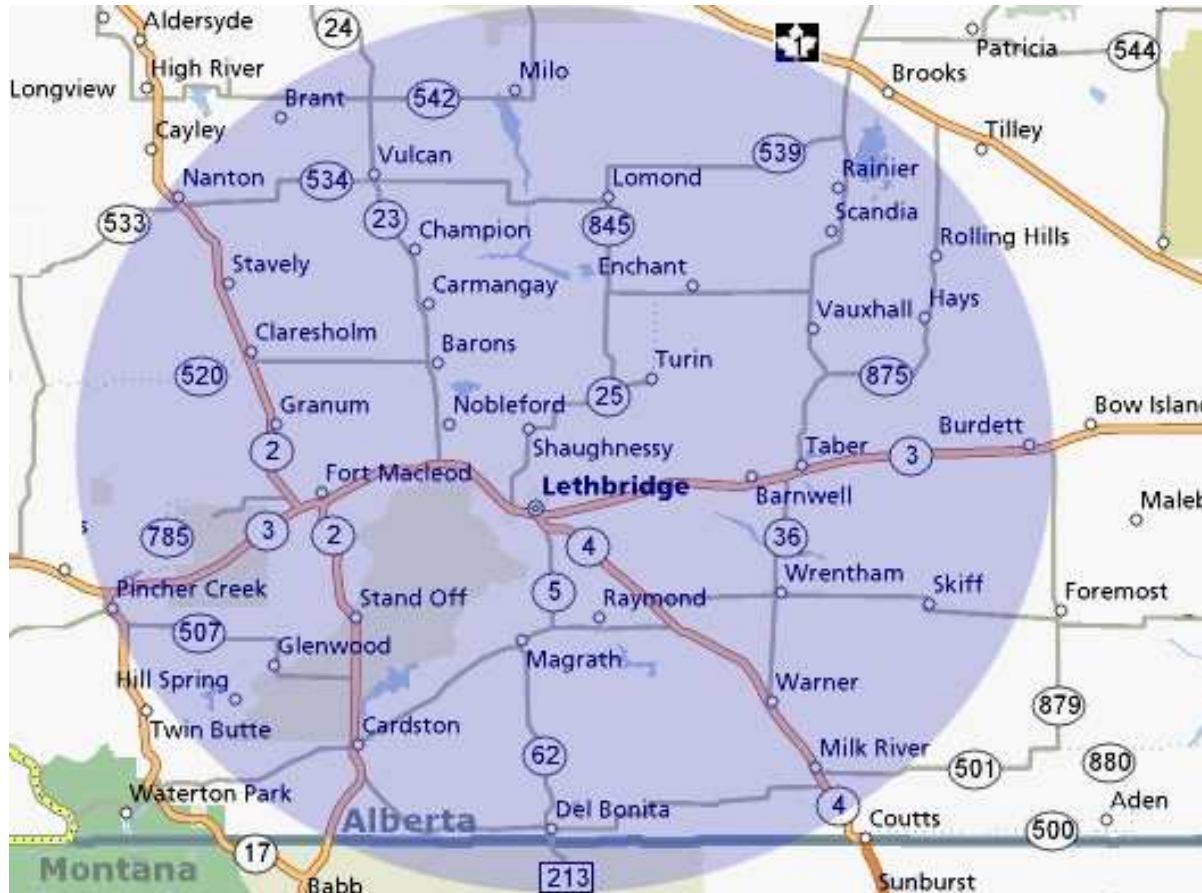 Aldersyde
24
1
Patricia
544
High River
Longview
Milo
Brooks
Brant
542
Cayley
Tilley
539
Vulcan
Rainier
Nanton
534
Lomond
533
23
845
Scandia
Champion
Rolling Hills
Stavely
Enchant
Carmangay
Vauxhall
Hays
Claresholm
Barons
Turin
520
875
25
Granum
Nobleford
Bow Island
Burdett
Shaughnessy
2
Taber
3
Fort Macleod
Lethbridge
Barnwell
s
785
3
2
4
36
Maleb
Pincher Creek
5
Wrentham
Skiff
Stand Off
Raymond
Foremost
507
Glenwood
Magrath
Hill Spring
Warner
Twin Butte
Cardston
879
62
Milk River
501
880
Waterton Park
Del Bonita
4
Aden
Alberta
Coutts
500
Montana
17
213
Babb
Sunburst